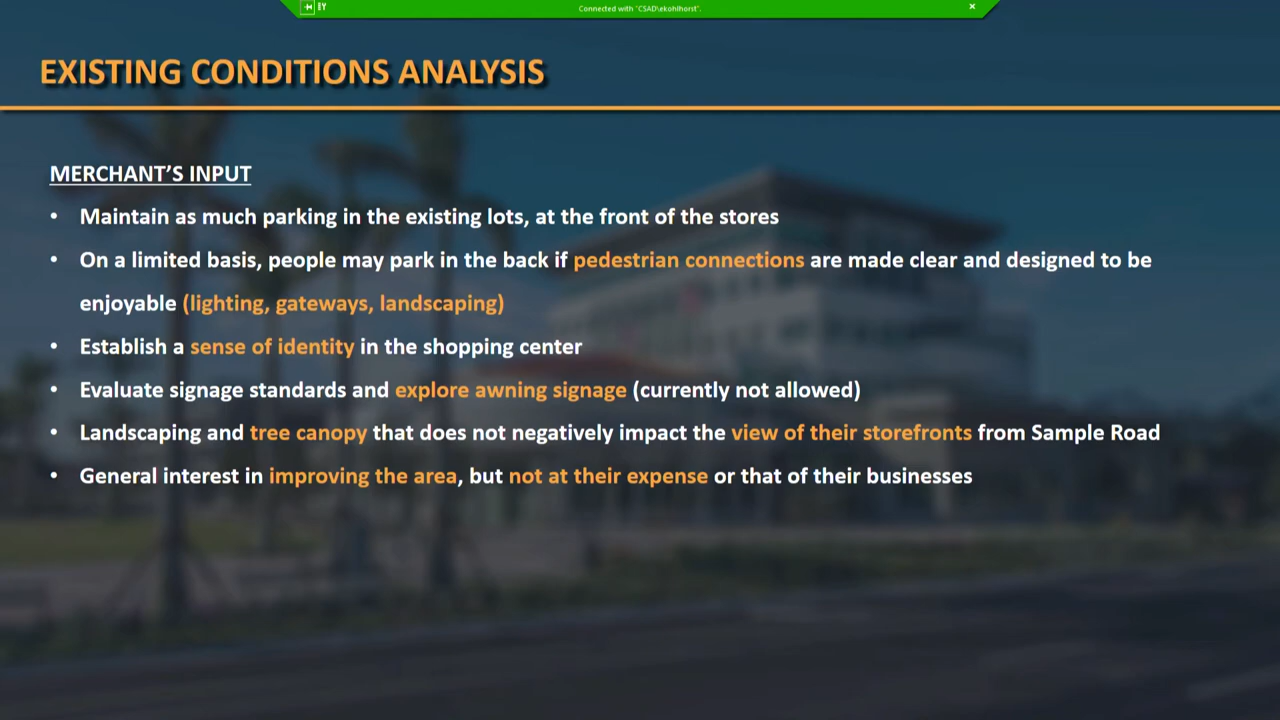 Connected with "CSAD\ekohlhorst".
EXISTING CONDITIONS ANALYSIS
MERCHANT'S INPUT
• Maintain as much parking in the existing lots, at the front of the stores
• On a limited basis, people may park in the back if pedestrian connections are made clear and designed to be
enjoyable (lighting, gateways, landscaping)
• Establish a sense of identity in the shopping center
• Evaluate signage standards and explore awning signage (currently not allowed)
• Landscaping and tree canopy that does not negatively impact the view of their storefronts from Sample Road
• General interest in improving the area, but not at their expense or that of their businesses